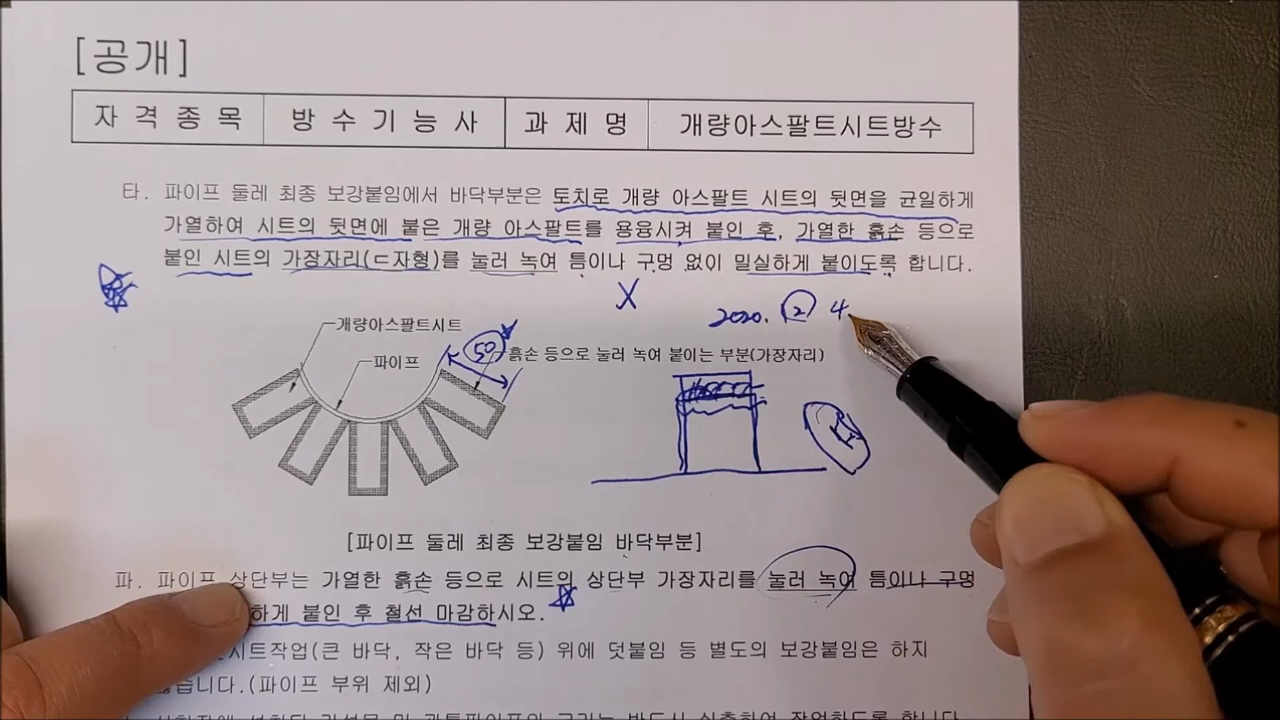 [공개]
자 격 종 목 방 수 기 능 사 과 제 명 개량아스팔트시트방수
타. 파이프 둘레 최종 보강붙임에서 바닥부분은 토치로 개량 아스팔트 시트의 뒷면을 균일하게
가열하여 시트의 뒷면에 붙은 개량 아스팔트를 용융시켜 붙인 후, 가열한 흙손 등으로
붙인 시트의 가장자리(ㄷ자형)를 눌러 녹여 틈이나 구멍 없이 밀실하게 붙이도록 합니다.
X
2020. 2 4
개량아스팔트시트
파이프
50
흙손 등으로 눌러 녹여 붙이는 부분(가장자리)
[파이프 둘레 최종 보강붙임 바닥부분]
파. 파이프 상단부는 가열한 흙손 등으로 시트의 상단부 가장자리를 눌러 녹여 틈이나 구멍
하게 붙인 후 철선 마감하시오.
시트작업(큰 바닥, 작은 바닥 등) 위에 덧붙임 등 별도의 보강붙임은 하지
않습니다.(파이프 부위 제외)